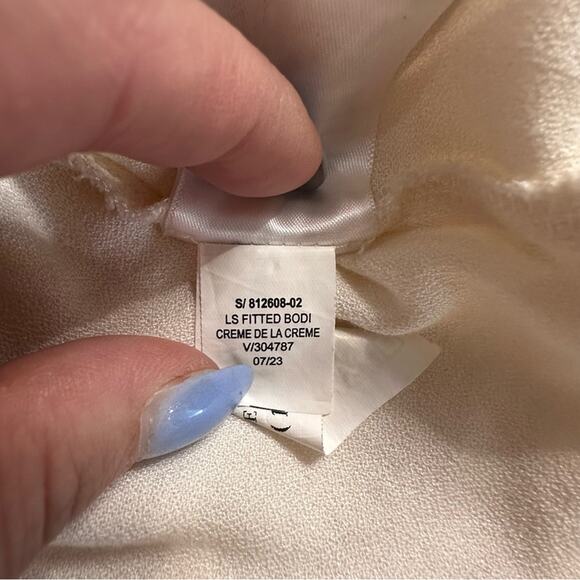 S/ 812608-02
LS FITTED BODI
CREME DE LA CREME
V/304787
07/23